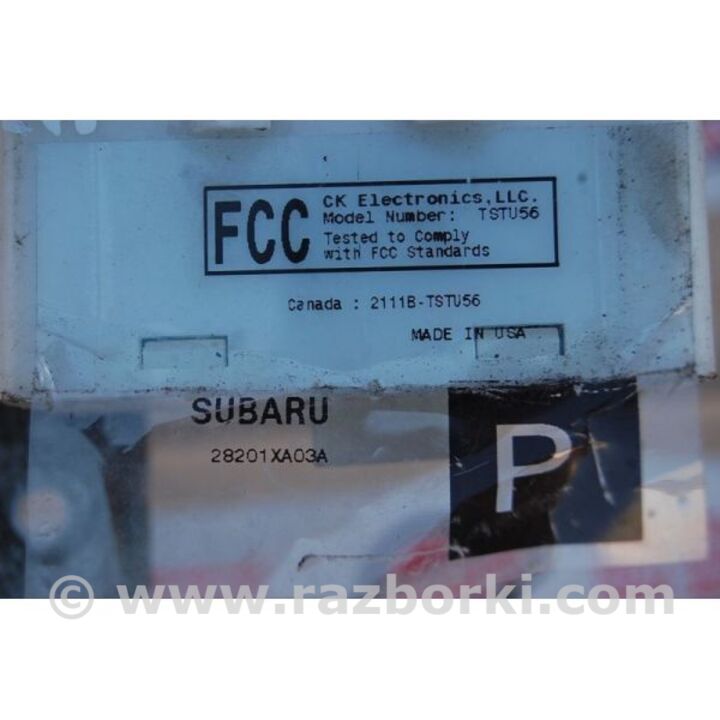 FCC
CK Electronics,LLC.
Model Number: TSTU56
Tested to Comply
with FCC Standards
Canada : 2111B-TSTU56
MADE IN USA
SUBARU
28201XA03A
P
© www.razborki.com